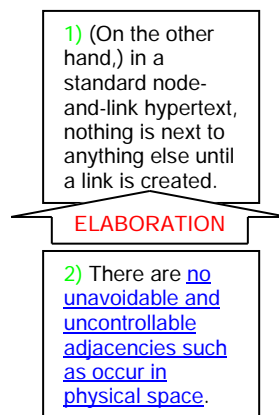 1) (On the other
hand,) in a
standard node-
and-link hypertext,
nothing is next to
anything else until
a link is created.
ELABORATION
2) There are no
unavoidable and
uncontrollable
adjacencies such
as occur in
physical space.